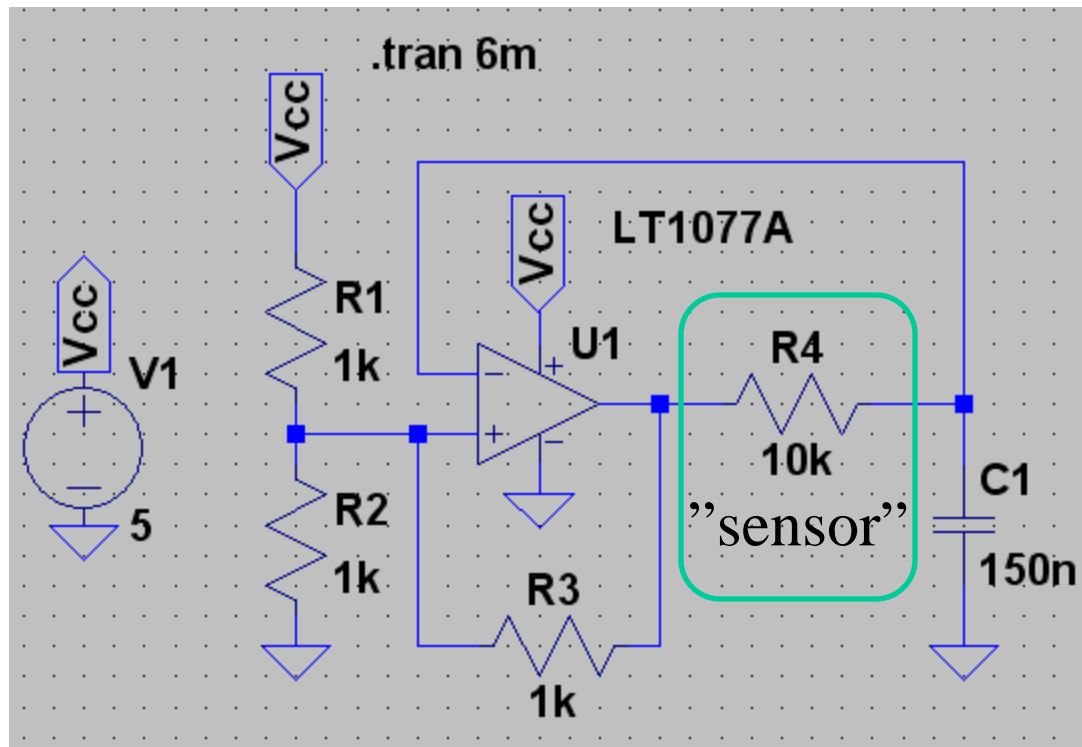 .tran 6m
Vcc
Vcc
LT1077A
Vcc
R1
1k
U1
V1
R4
10k
− +
+ −
+ −
5
R2
1k
C1
150n
”sensor”
R3
1k